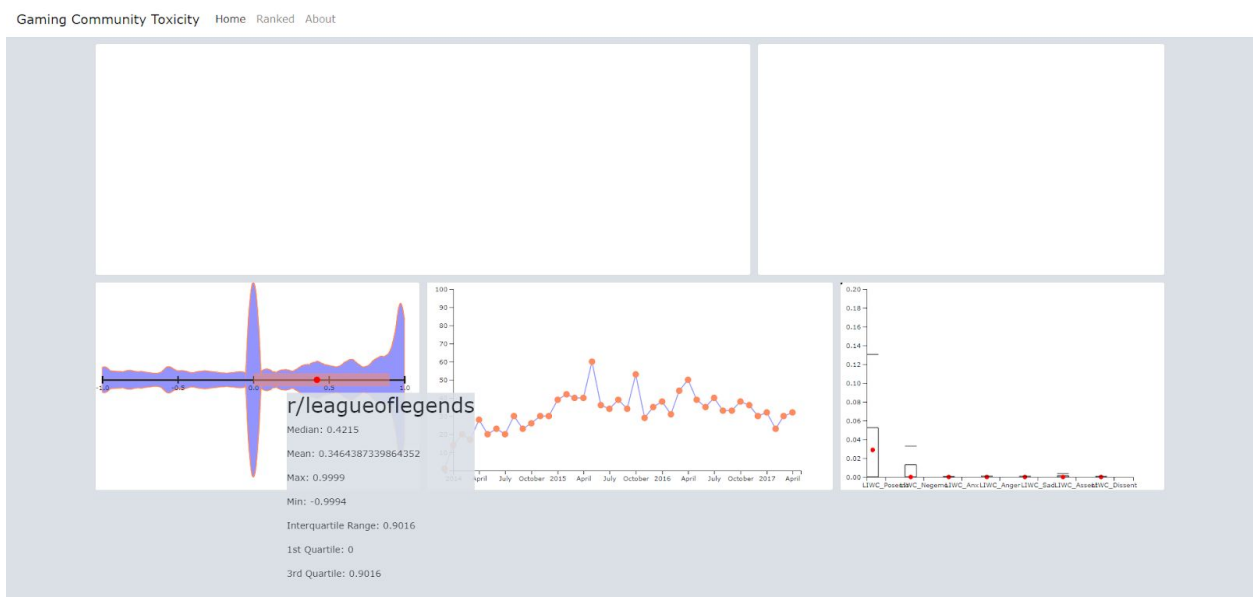 Gaming Community Toxicity Home Ranked About
-1.0 -0.5 0.0 0.5 1.0
r/leagueoflegends
Median: 0.4215
Mean: 0.3464387339864352
Max: 0.9999
Min: -0.9994
Interquartile Range: 0.9016
1st Quartile: 0
3rd Quartile: 0.9016
100
90
80
70
60
50
20
2014 April July October 2015 April July October 2016 April July October 2017 April
0.20
0.18
0.16
0.14
0.12
0.10
0.08
0.06
0.04
0.02
0.00
LIWC_Anx LIWC_Anger LIWC_Sad LIWC_Dissent